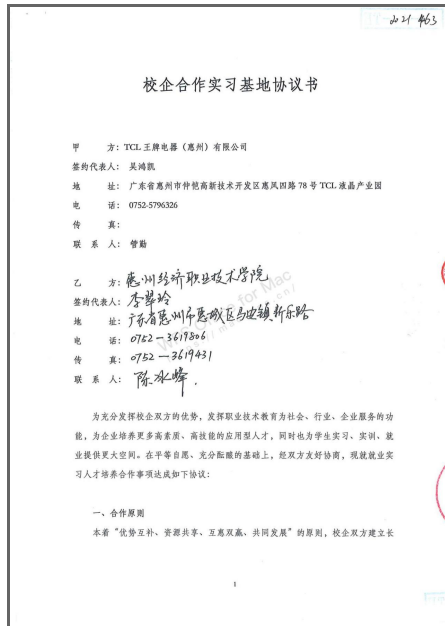 2021 463
校企合作实习基地协议书
甲 方：TCL 王牌电器（惠州）有限公司
签约代表人： 吴鸿凯
地 址： 广东省惠州市仲恺高新技术开发区惠风四路 78 号 TCL 液晶产业园
电 话： 0752-5796326
传 真：
联 系 人： 管勤
乙 方：惠州经济职业技术学院
签约代表人：李翠玲
地 址：广东省惠州市惠城区马安镇新乐路
电 话：0752-3619806
传 真：0752-3619431
联 系 人：陈冰峰.
为充分发挥校企双方的优势，发挥职业技术教育为社会、行业、企业服务的功
能，为企业培养更多高素质、高技能的应用型人才，同时也为学生实习、实训、就
业提供更大空间。在平等自愿、充分酝酿的基础上，经双方友好协商，现就就业实
习人才培养合作事项达成如下协议：
一、合作原则
本着“优势互补、资源共享、互惠双赢、共同发展”的原则，校企双方建立长
1